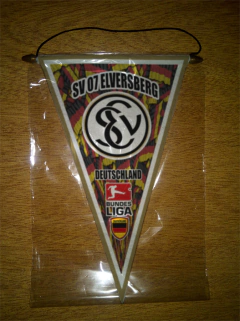 SV 07 ELVERSBERG
SVE
DEUTSCHLAND
BUNDES
LIGA